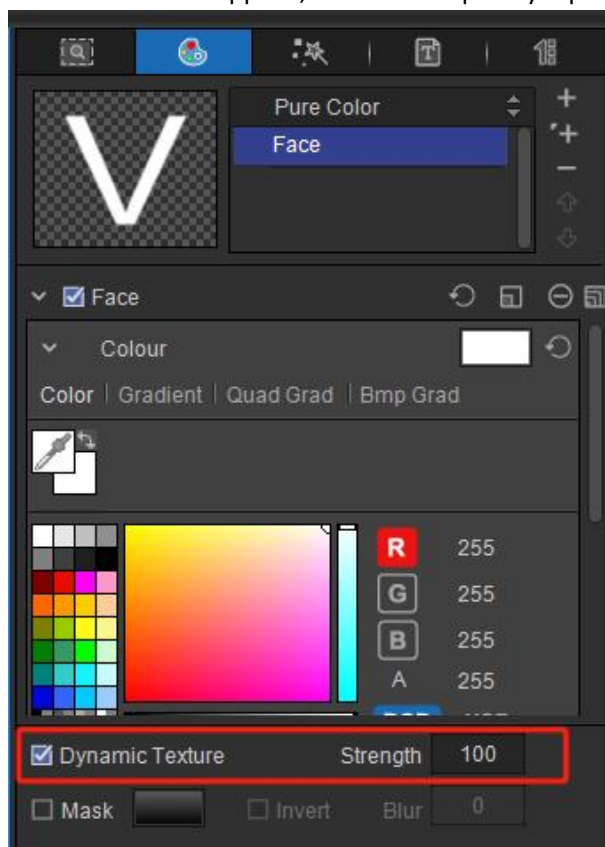 V
Pure Color
Face
Face
Colour
Color | Gradient | Quad Grad | Bmp Grad
R 255
G 255
B 255
A 255
Dynamic Texture Strength 100
Mask Invert Blur 0